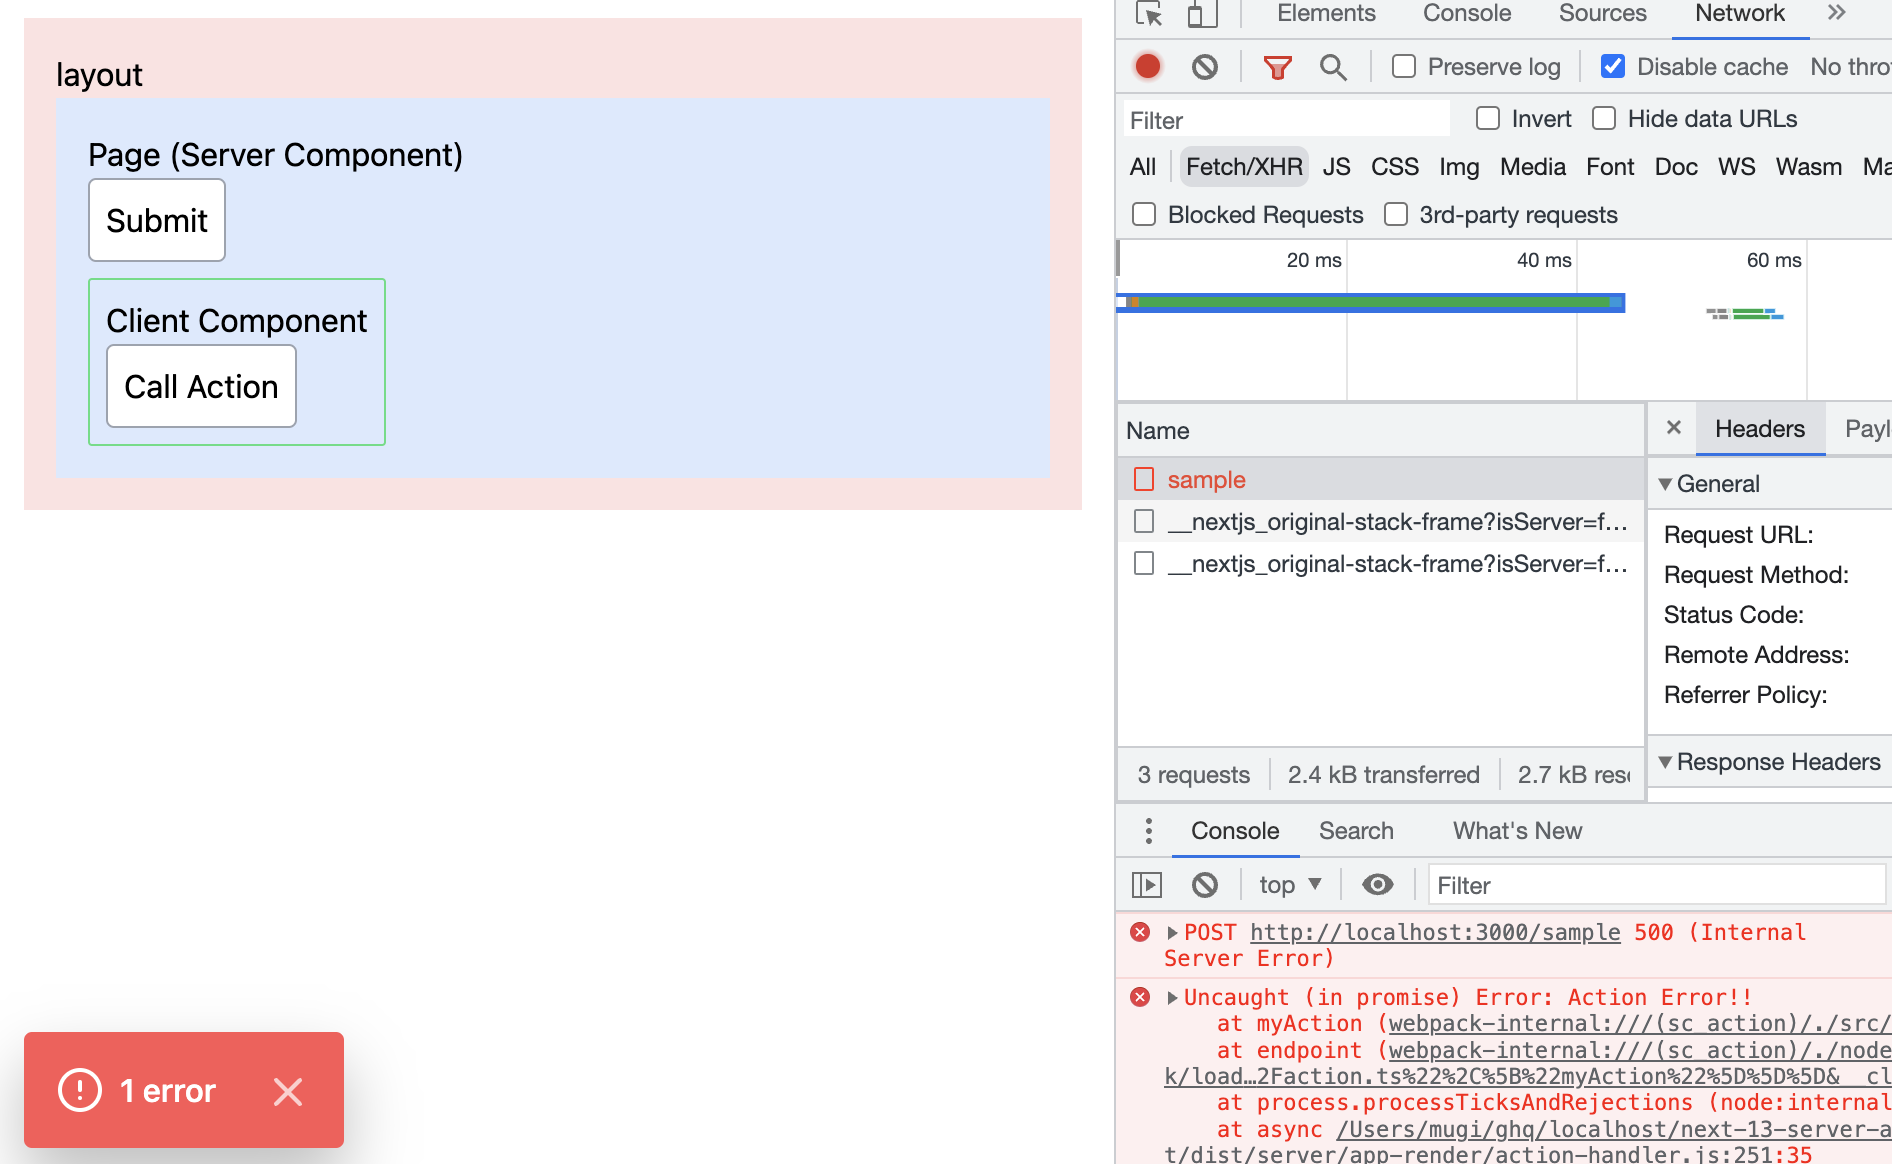 layout
Page (Server Component)
Submit
Client Component
Call Action
1 error
Elements Console Sources Network
Preserve log Disable cache No thro
Filter Invert Hide data URLs
All Fetch/XHR JS CSS Img Media Font Doc WS Wasm Ma
Blocked Requests 3rd-party requests
20 ms 40 ms 60 ms
Name
sample
__nextjs_original-stack-frame?isServer=f…
__nextjs_original-stack-frame?isServer=f…
3 requests 2.4 kB transferred 2.7 kB res
Headers Payl
General
Request URL:
Request Method:
Status Code:
Remote Address:
Referrer Policy:
Response Headers
Console Search What's New
top Filter
POST http://localhost:3000/sample 500 (Internal
Server Error)
Uncaught (in promise) Error: Action Error!!
at myAction (webpack-internal:///(sc_action)/./src/
at endpoint (webpack-internal:///(sc_action)/./node
k/load…2Faction.ts%22%2C%5B%22myAction%22%5D%5D%5D&__cl
at process.processTicksAndRejections (node:internal
at async /Users/mugi/ghq/localhost/next-13-server-a
t/dist/server/app-render/action-handler.js:251:35